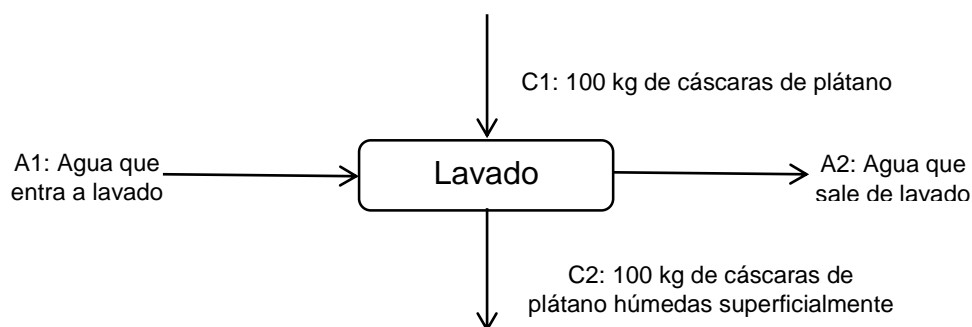 C1: 100 kg de cáscaras de plátano
A1: Agua que
entra a lavado
Lavado
A2: Agua que
sale de lavado
C2: 100 kg de cáscaras de
plátano húmedas superficialmente